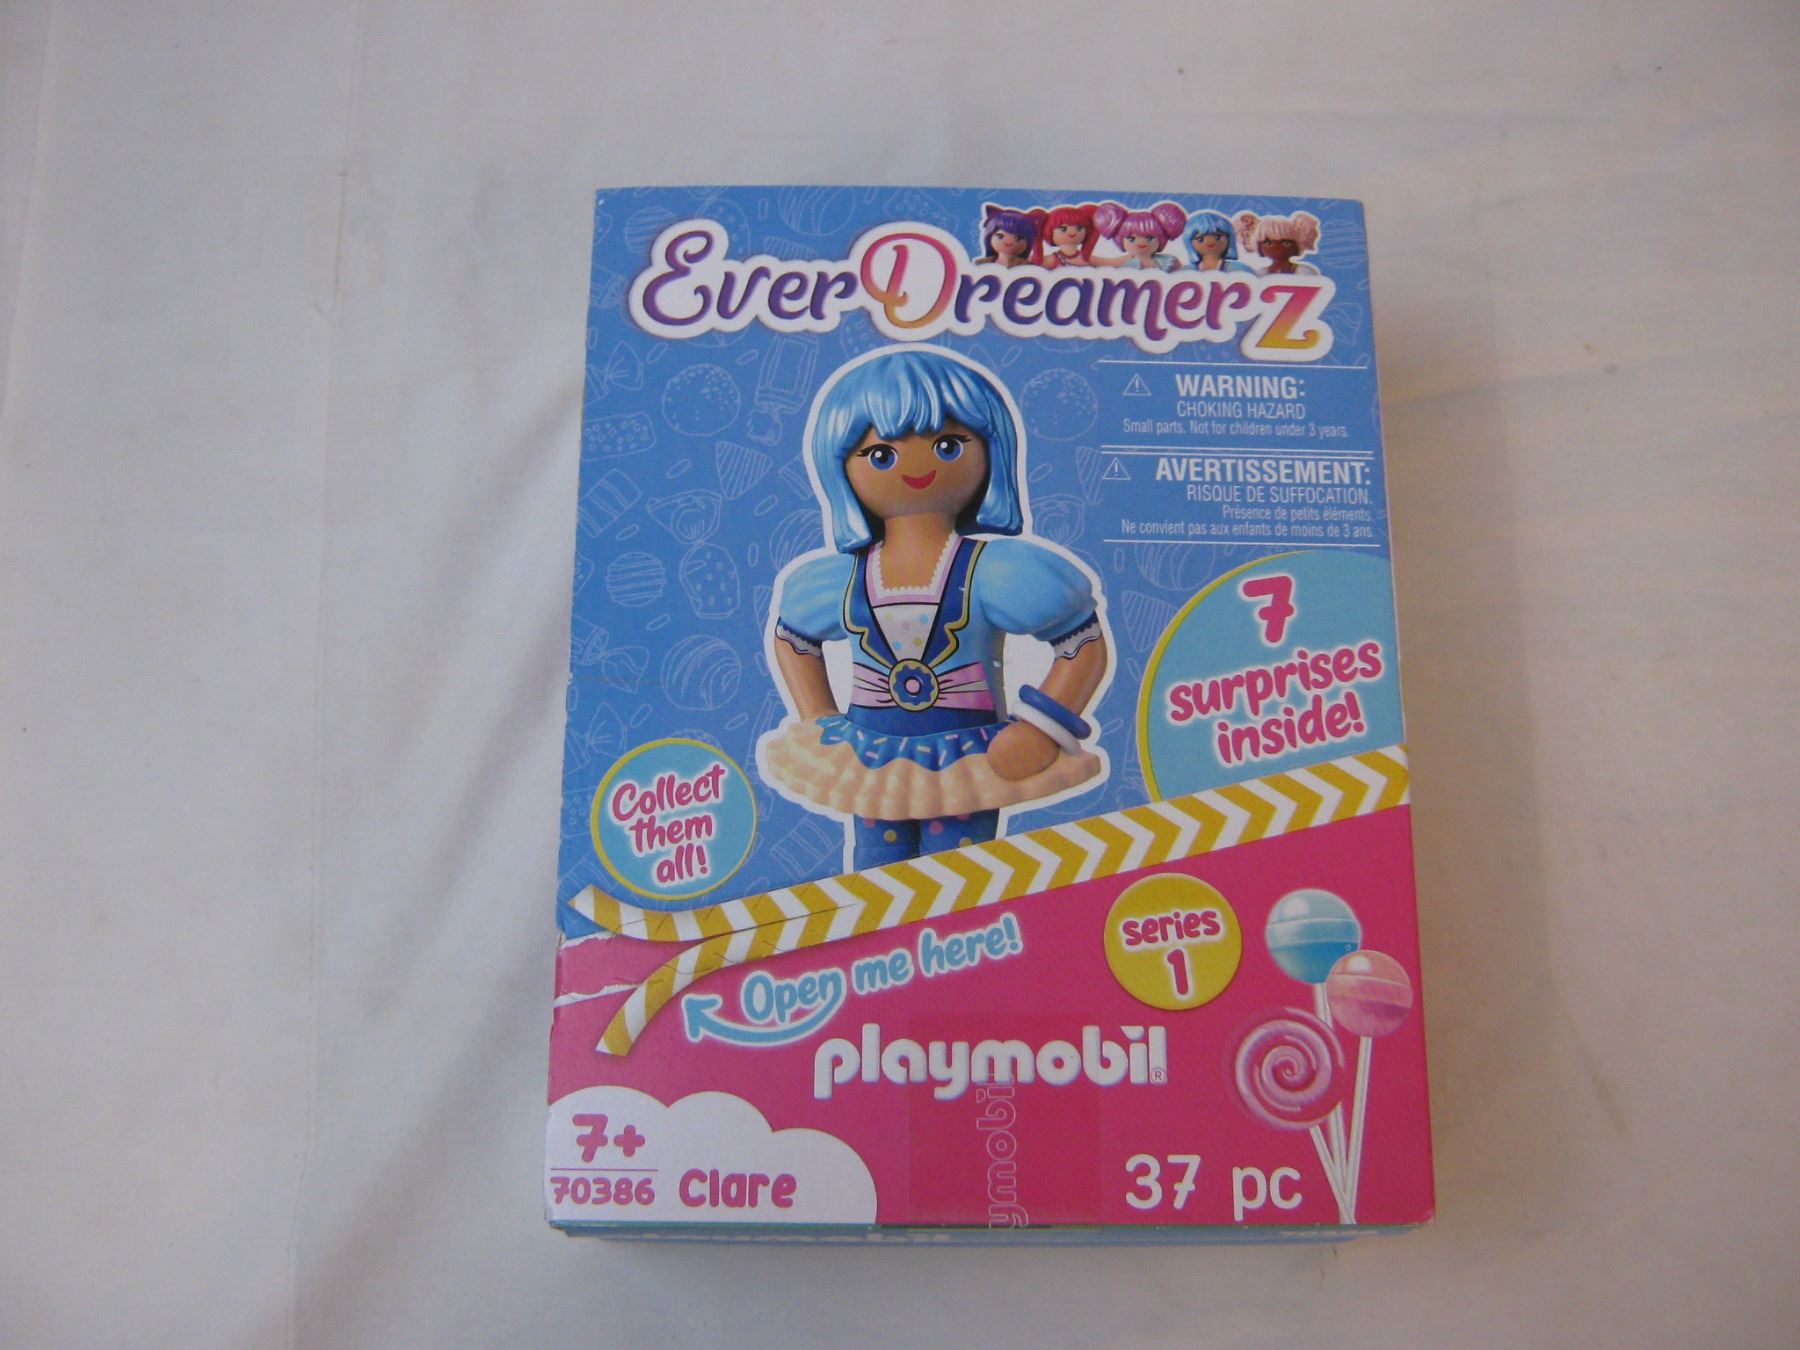 EverDreamerz
WARNING:
CHOKING HAZARD
Small parts. Not for children under 3 years.
AVERTISSEMENT:
RISQUE DE SUFFOCATION.
Présence de petits éléments.
Ne convient pas aux enfants de moins de 3 ans.
7
surprises
inside!
Collect
them
all!
Open me here!
series
1
playmobil®
ymobil
7+
70386 Clare
37 pc
playmobil